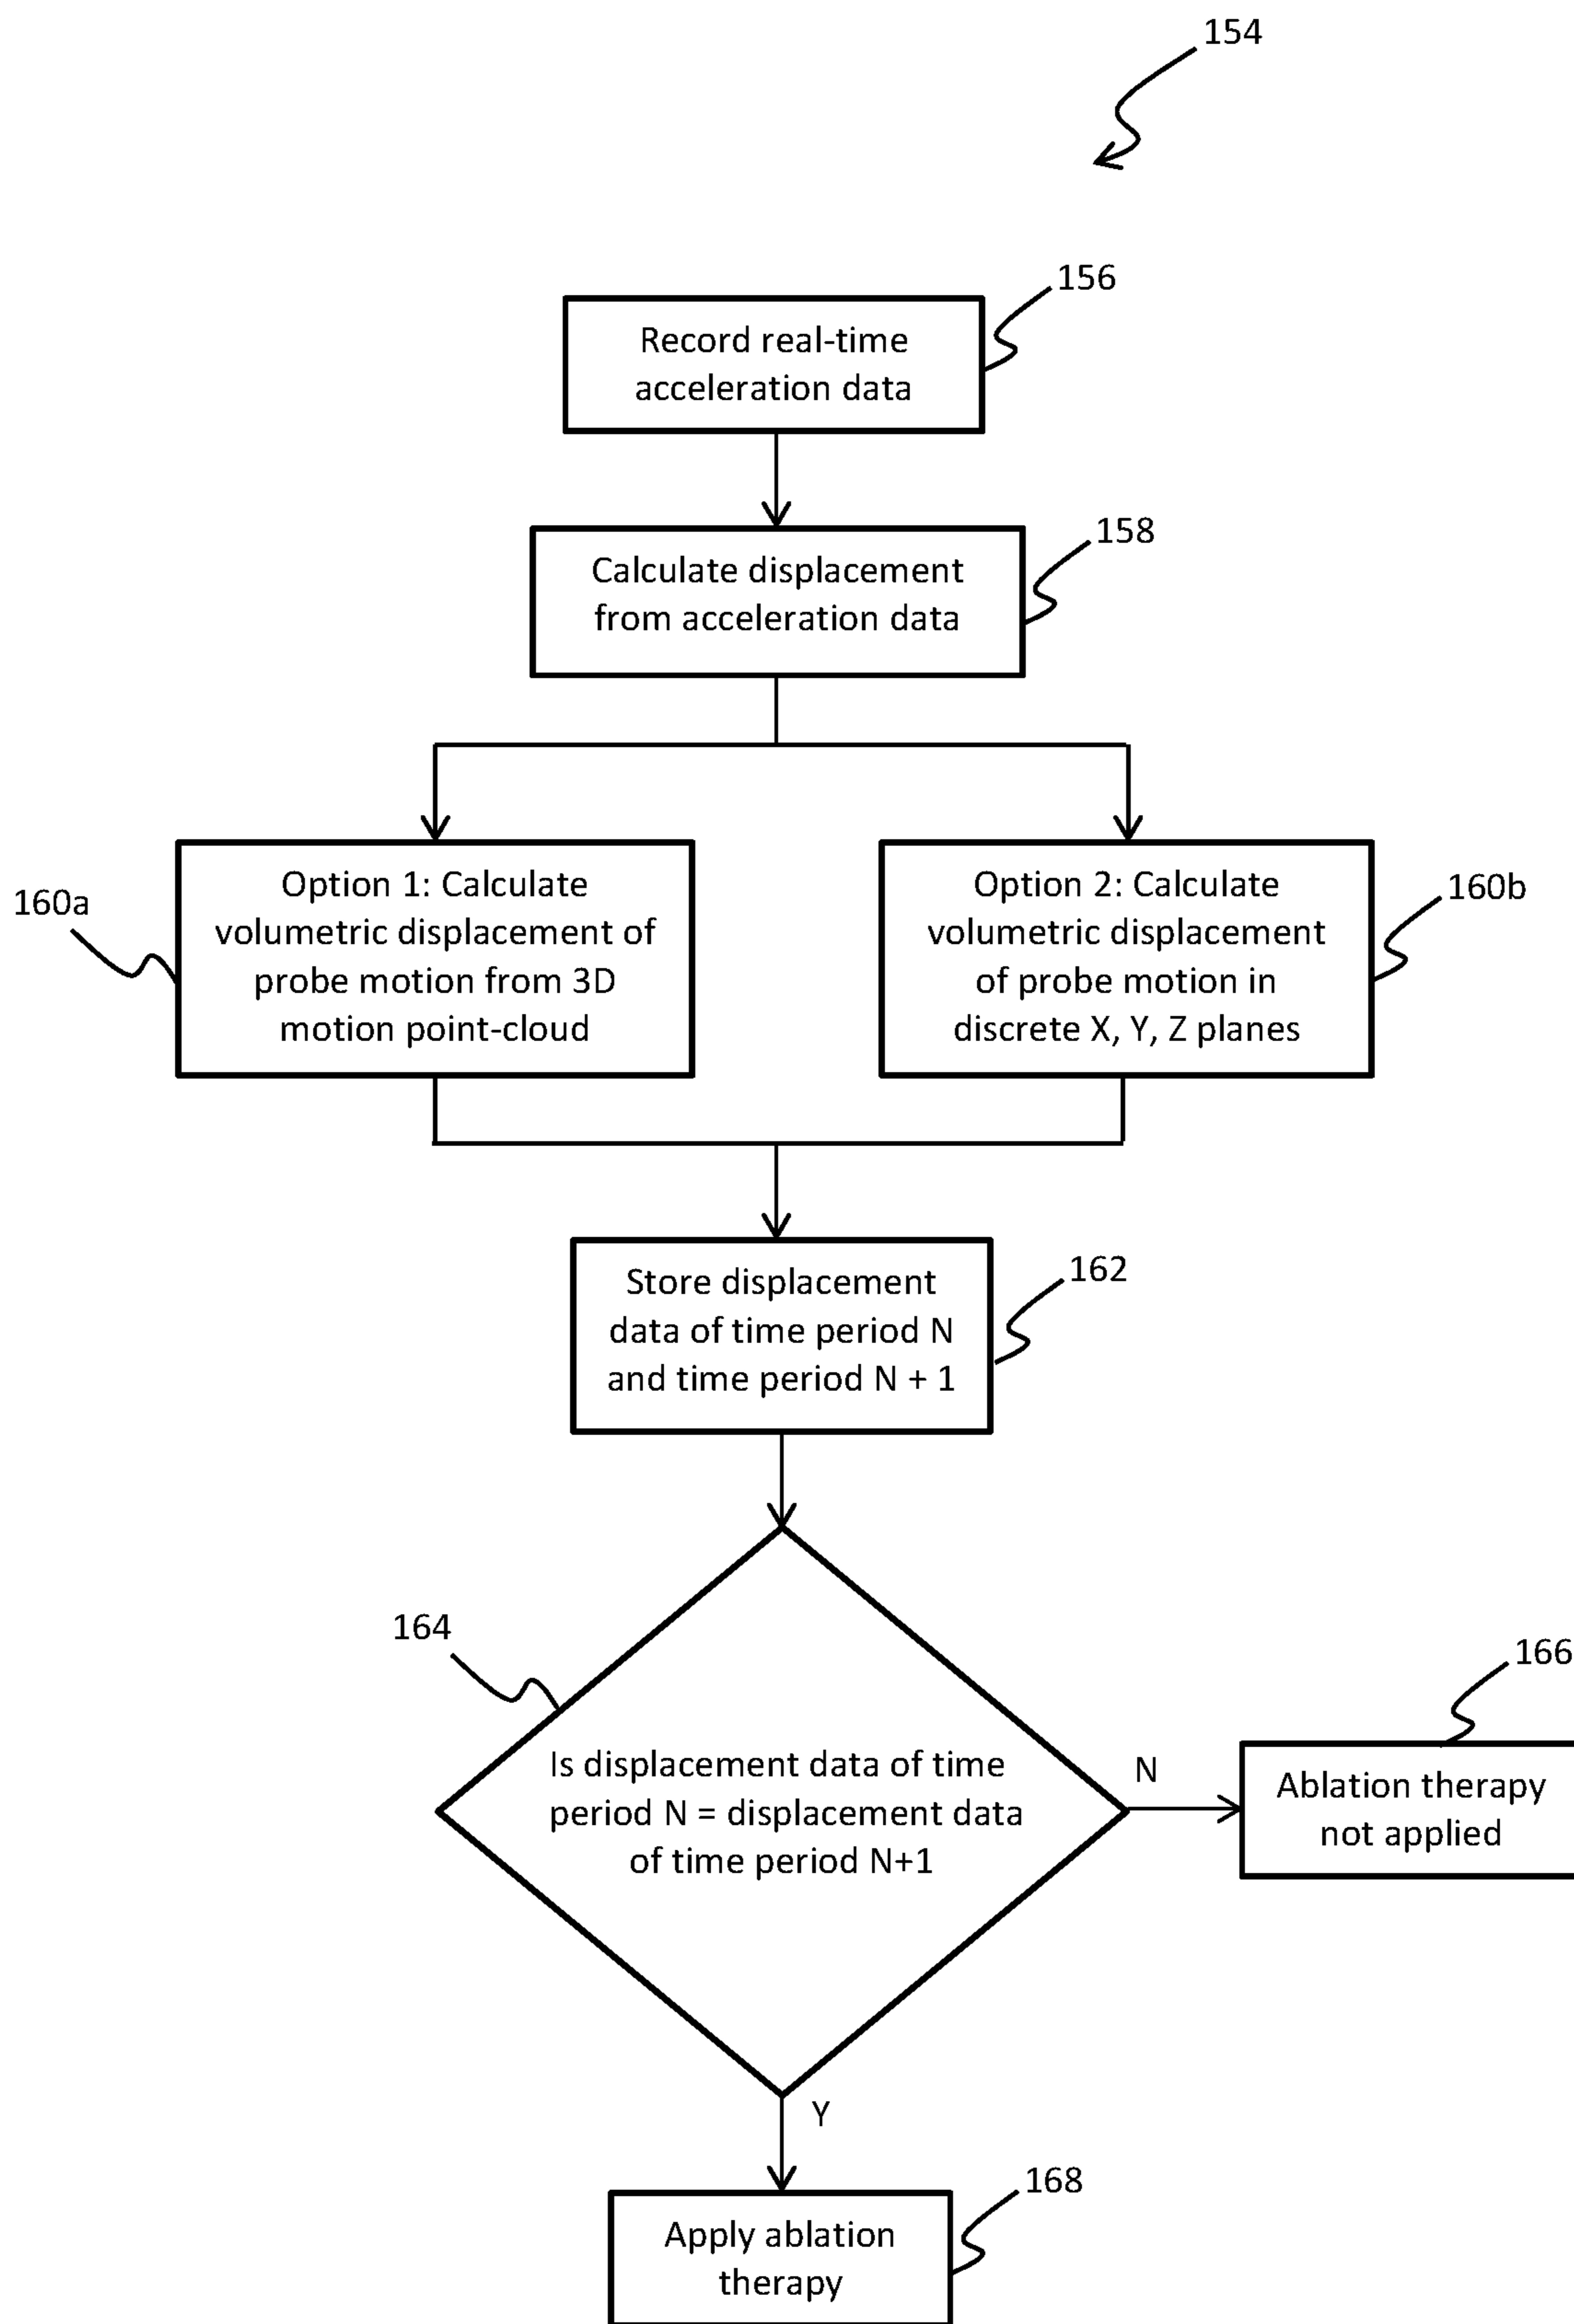 154
156
Record real-time
acceleration data
158
Calculate displacement
from acceleration data
160a
Option 1: Calculate
volumetric displacement of
probe motion from 3D
motion point-cloud
Option 2: Calculate
volumetric displacement
of probe motion in
discrete X, Y, Z planes
160b
162
Store displacement
data of time period N
and time period N + 1
164
Is displacement data of time
period N = displacement data
of time period N+1
N
166
Ablation therapy
not applied
Y
168
Apply ablation
therapy